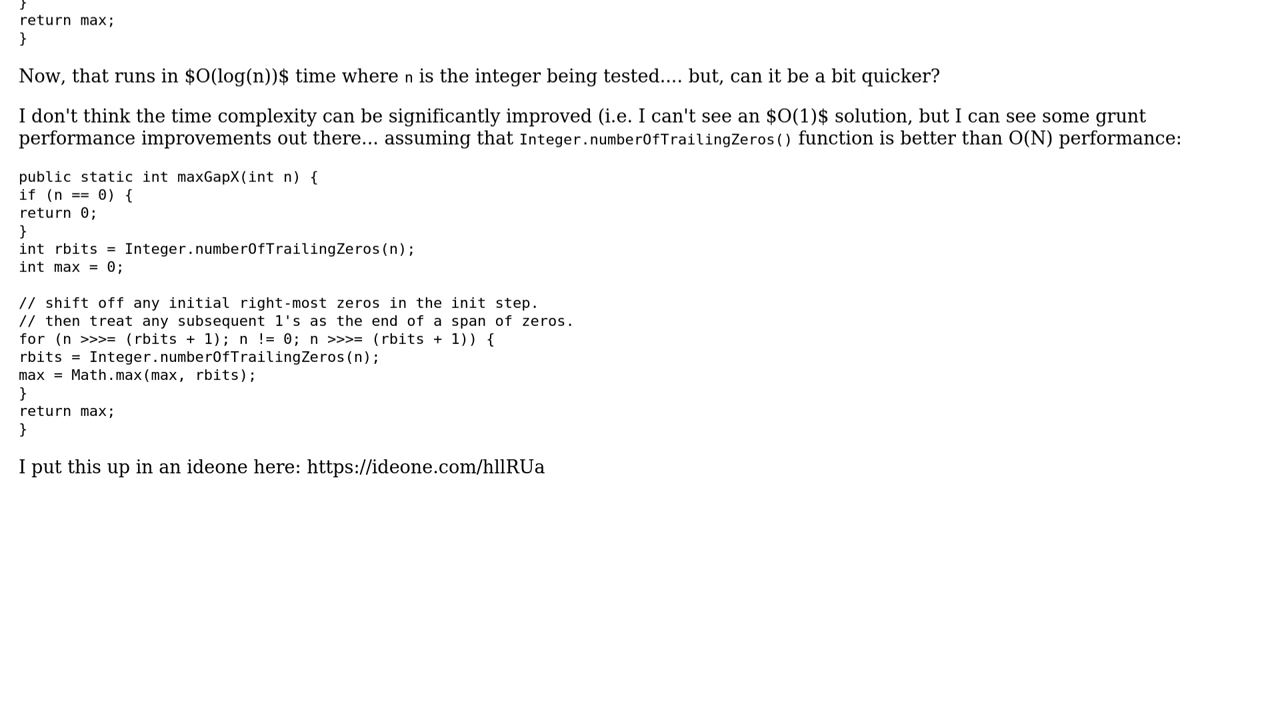 }
return max;
}
Now, that runs in $O(log(n))$ time where n is the integer being tested.... but, can it be a bit quicker?
I don't think the time complexity can be significantly improved (i.e. I can't see an $O(1)$ solution, but I can see some grunt
performance improvements out there... assuming that Integer.numberOfTrailingZeros() function is better than O(N) performance:
public static int maxGapX(int n) {
if (n == 0) {
return 0;
}
int rbits = Integer.numberOfTrailingZeros(n);
int max = 0;
// shift off any initial right-most zeros in the init step.
// then treat any subsequent 1's as the end of a span of zeros.
for (n >>>= (rbits + 1); n != 0; n >>>= (rbits + 1)) {
rbits = Integer.numberOfTrailingZeros(n);
max = Math.max(max, rbits);
}
return max;
}
I put this up in an ideone here: https://ideone.com/hllRUa